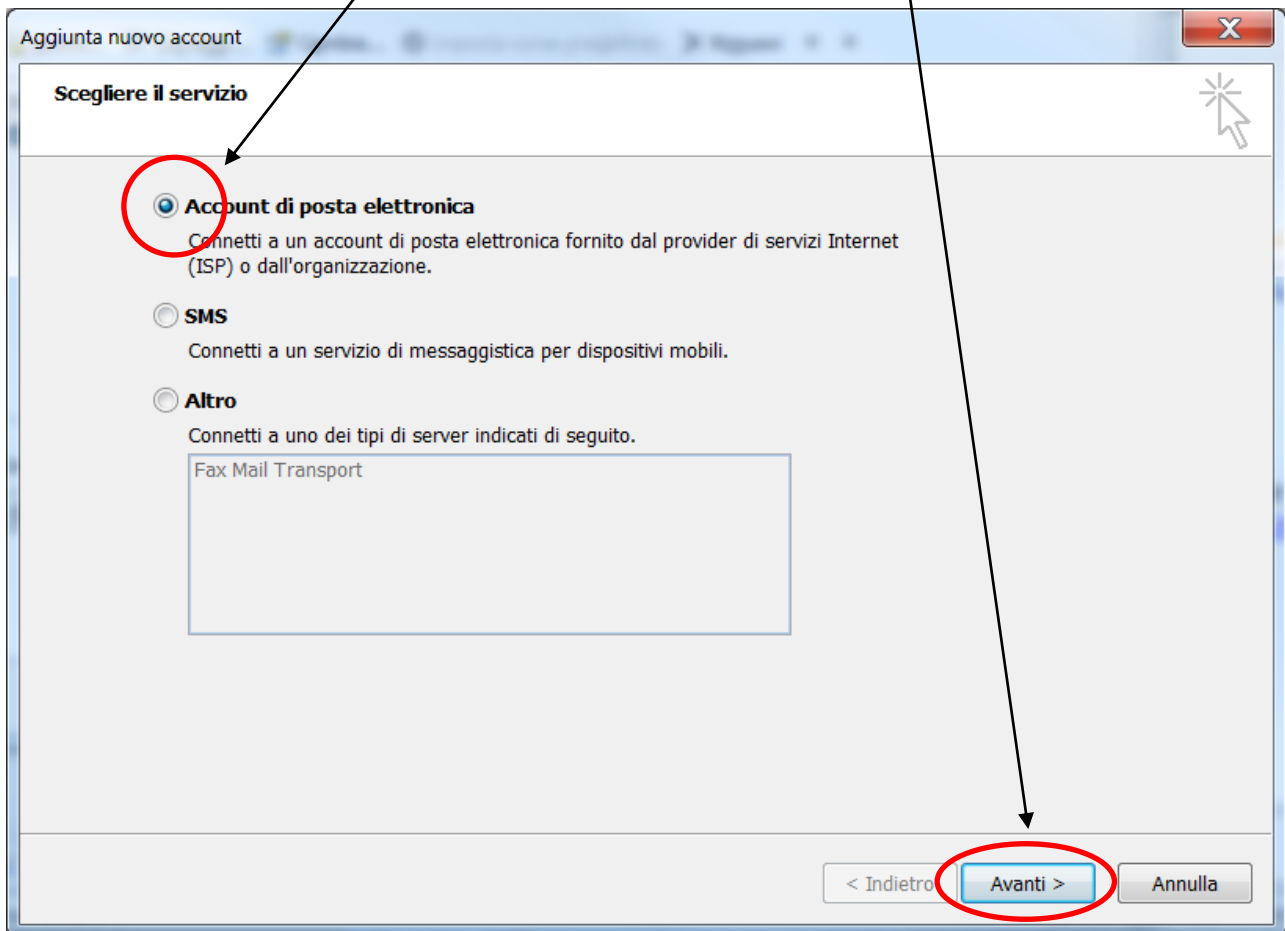 Aggiunta nuovo account
Scegliere il servizio
Account di posta elettronica
Connetti a un account di posta elettronica fornito dal provider di servizi Internet
(ISP) o dall'organizzazione.
SMS
Connetti a un servizio di messaggistica per dispositivi mobili.
Altro
Connetti a uno dei tipi di server indicati di seguito.
Fax Mail Transport
< Indietro
Avanti >
Annulla